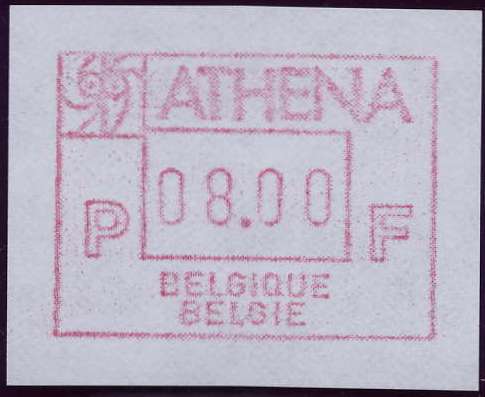 ATHENA
08.00
P F
BELGIQUE
BELGIE